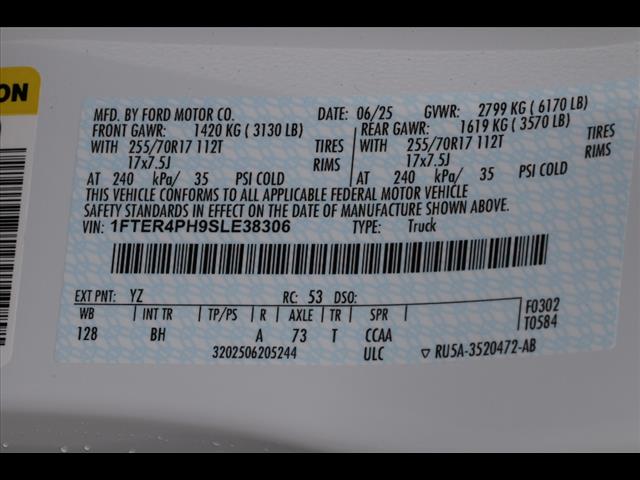 ON
MFD. BY FORD MOTOR CO. DATE: 06/25 GVWR: 2799 KG ( 6170 LB)
FRONT GAWR: 1420 KG ( 3130 LB) REAR GAWR: 1619 KG ( 3570 LB)
WITH 255/70R17 112T TIRES WITH 255/70R17 112T TIRES
17x7.5J RIMS 17x7.5J RIMS
AT 240 kPa/ 35 PSI COLD AT 240 kPa/ 35 PSI COLD
THIS VEHICLE CONFORMS TO ALL APPLICABLE FEDERAL MOTOR VEHICLE
SAFETY STANDARDS IN EFFECT ON THE DATE OF MANUFACTURE SHOWN ABOVE.
VIN: 1FTER4PH9SLE38306 TYPE: Truck
EXT PNT: YZ RC: 53 DSO:
WB INT TR TP/PS R AXLE TR SPR F0302
128 BH A 73 T CCAA T0584
3202506205244 ULC ▽ RU5A-3520472-AB